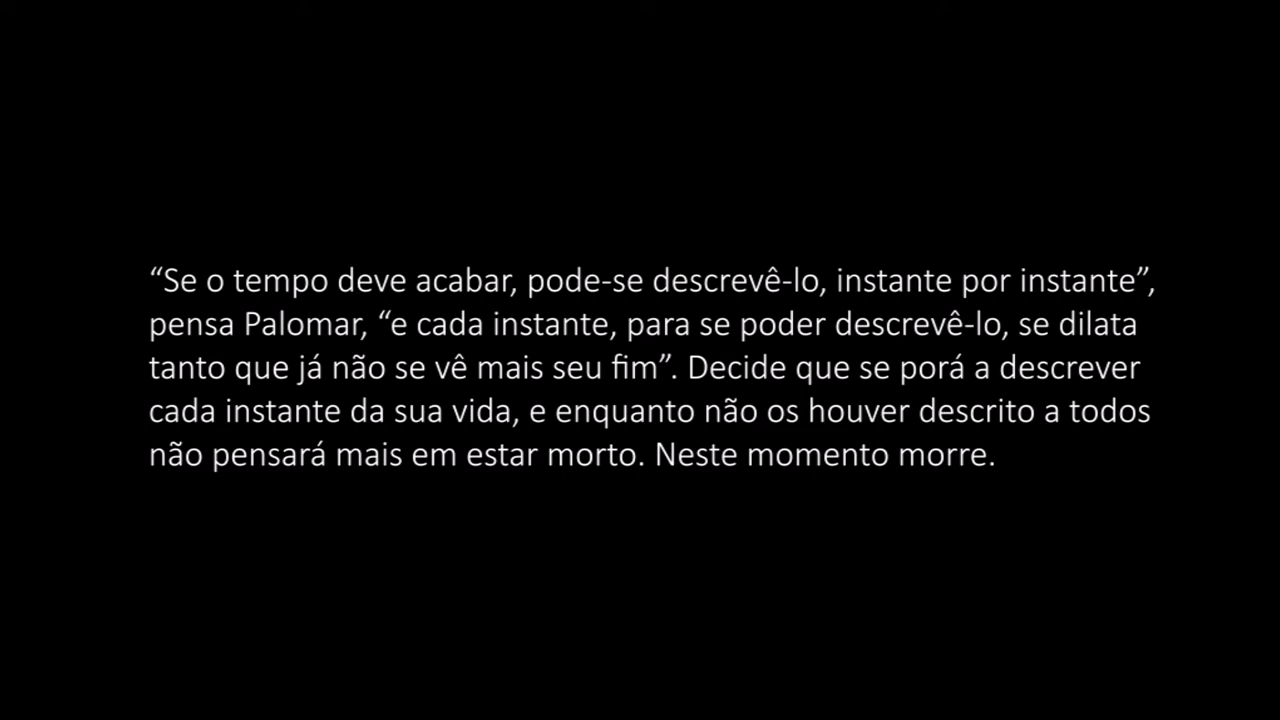 “Se o tempo deve acabar, pode-se descrevê-lo, instante por instante”,
pensa Palomar, “e cada instante, para se poder descrevê-lo, se dilata
tanto que já não se vê mais seu fim”. Decide que se porá a descrever
cada instante da sua vida, e enquanto não os houver descrito a todos
não pensará mais em estar morto. Neste momento morre.